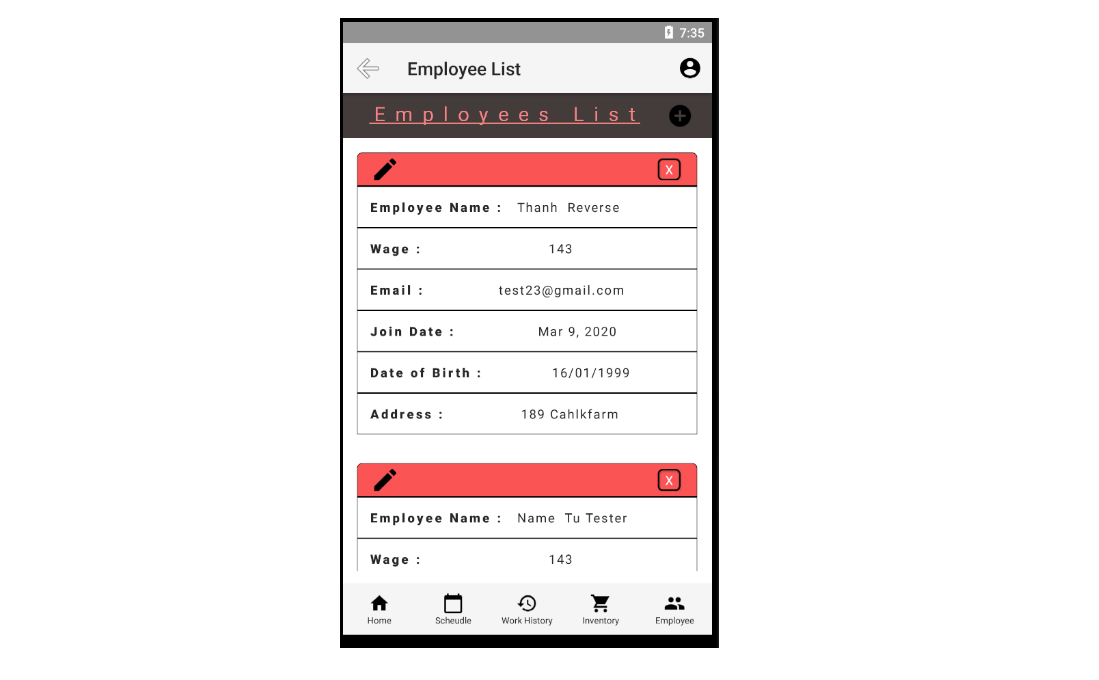 7:35
Employee List
Employees List
X
Employee Name : Thanh Reverse
Wage : 143
Email : test23@gmail.com
Join Date : Mar 9, 2020
Date of Birth : 16/01/1999
Address : 189 Cahlkfarm
X
Employee Name : Name Tu Tester
Wage : 143
Home Scheudle Work History Inventory Employee